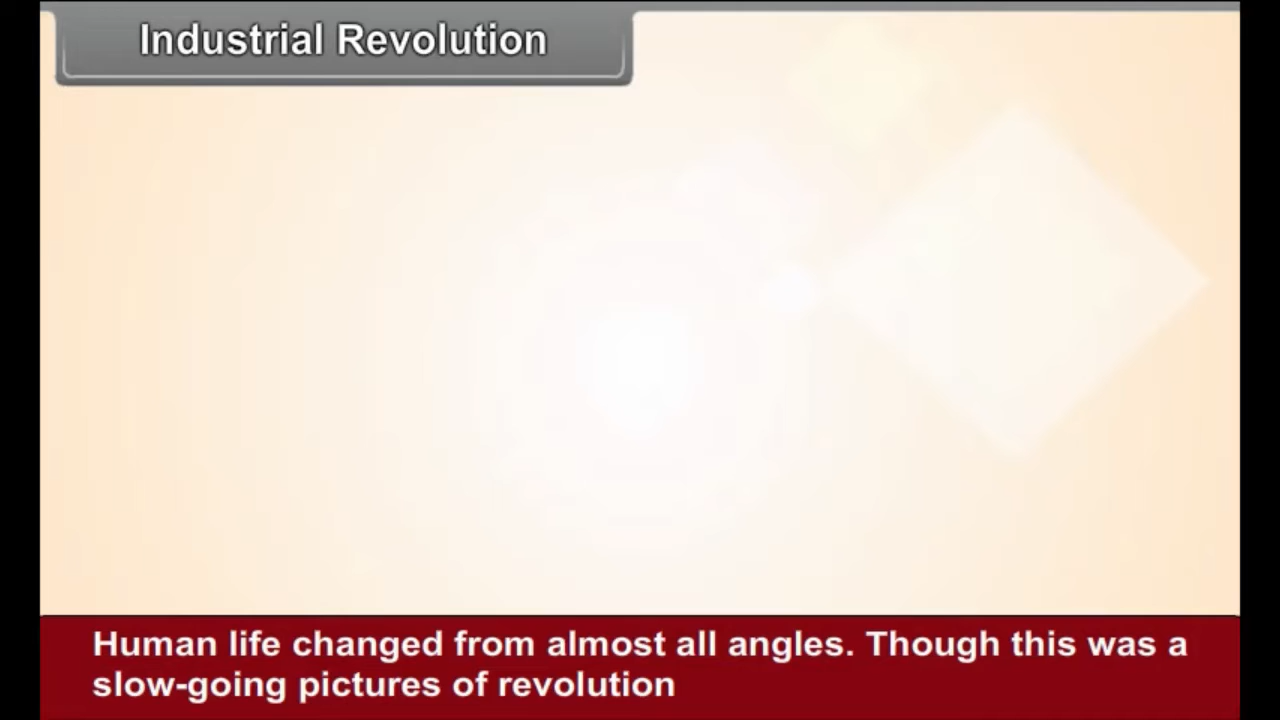 Industrial Revolution
Human life changed from almost all angles. Though this was a
slow-going pictures of revolution